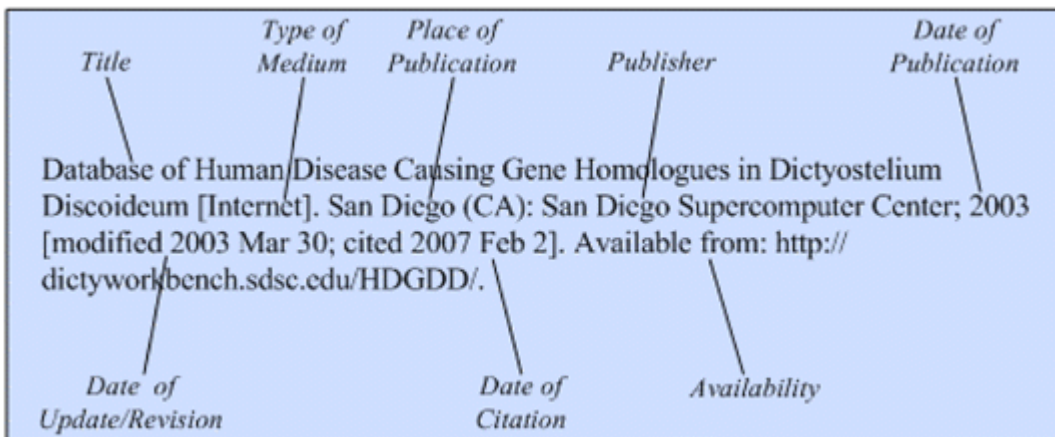 Title
Type of
Medium
Place of
Publication
Publisher
Date of
Publication
Database of Human Disease Causing Gene Homologues in Dictyostelium
Discoideum [Internet]. San Diego (CA): San Diego Supercomputer Center; 2003
[modified 2003 Mar 30; cited 2007 Feb 2]. Available from: http://
dictyworkbench.sdsc.edu/HDGDD/.
Date of
Update/Revision
Date of
Citation
Availability